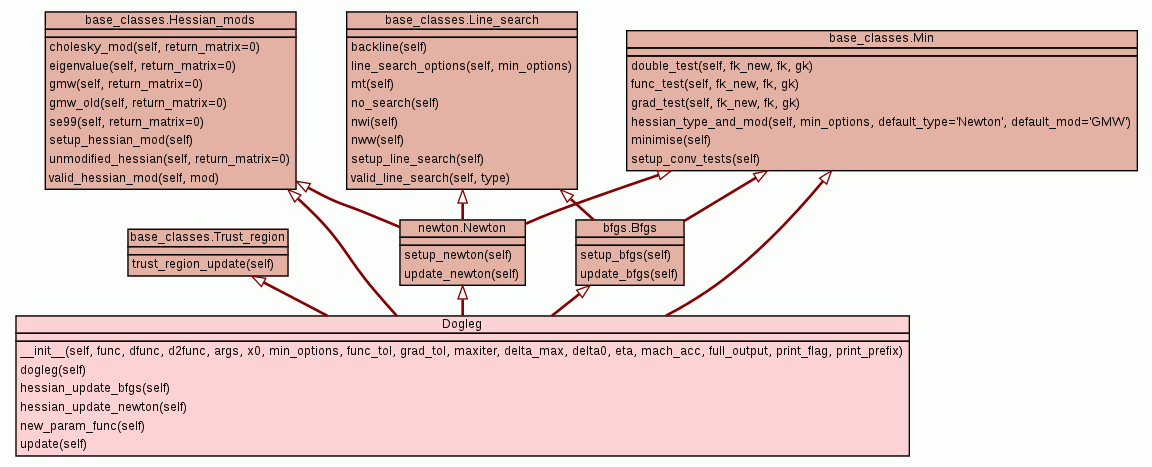 base_classes.Hessian_mods
cholesky_mod(self, return_matrix=0)
eigenvalue(self, return_matrix=0)
gmw(self, return_matrix=0)
gmw_old(self, return_matrix=0)
se99(self, return_matrix=0)
setup_hessian_mod(self)
unmodified_hessian(self, return_matrix=0)
valid_hessian_mod(self, mod)
base_classes.Line_search
backline(self)
line_search_options(self, min_options)
mt(self)
no_search(self)
nwi(self)
nww(self)
setup_line_search(self)
valid_line_search(self, type)
base_classes.Min
double_test(self, fk_new, fk, gk)
func_test(self, fk_new, fk, gk)
grad_test(self, fk_new, fk, gk)
hessian_type_and_mod(self, min_options, default_type='Newton', default_mod='GMW')
minimise(self)
setup_conv_tests(self)
base_classes.Trust_region
trust_region_update(self)
newton.Newton
setup_newton(self)
update_newton(self)
bfgs.Bfgs
setup_bfgs(self)
update_bfgs(self)
Dogleg
__init__(self, func, dfunc, d2func, args, x0, min_options, func_tol, grad_tol, maxiter, delta_max, delta0, eta, mach_acc, full_output, print_flag, print_prefix)
dogleg(self)
hessian_update_bfgs(self)
hessian_update_newton(self)
new_param_func(self)
update(self)